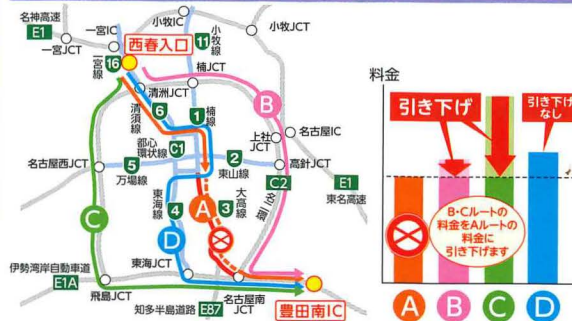 名神高速
E1
一宮JCT
一宮IC
小牧IC
西春入口
16
一宮線
11
小牧線
小牧JCT
楠JCT
清洲JCT
清須線
6
1
楠線
B
都心環状線
C1
上社JCT
名古屋IC
名古屋西JCT
5
万場線
2
東山線
高針JCT
C2
名二環
E1
東名高速
C
東海線
4
A
3
大高線
D
伊勢湾岸自動車道
E1A
東海JCT
飛島JCT
知多半島道路
E87
名古屋南JCT
豊田南IC
料金
引き下げ
引き下げなし
B・Cルートの
料金をAルートの
料金に
引き下げます
A
B
C
D